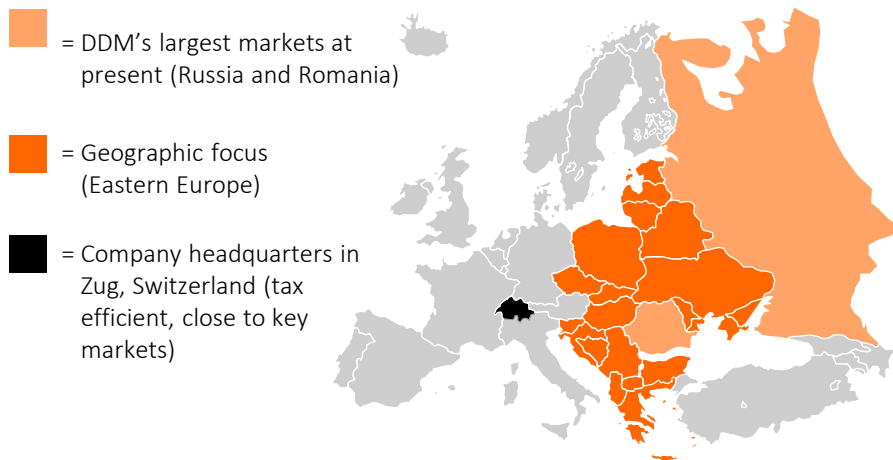 = DDM’s largest markets at
present (Russia and Romania)
= Geographic focus
(Eastern Europe)
= Company headquarters in
Zug, Switzerland (tax
efficient, close to key
markets)